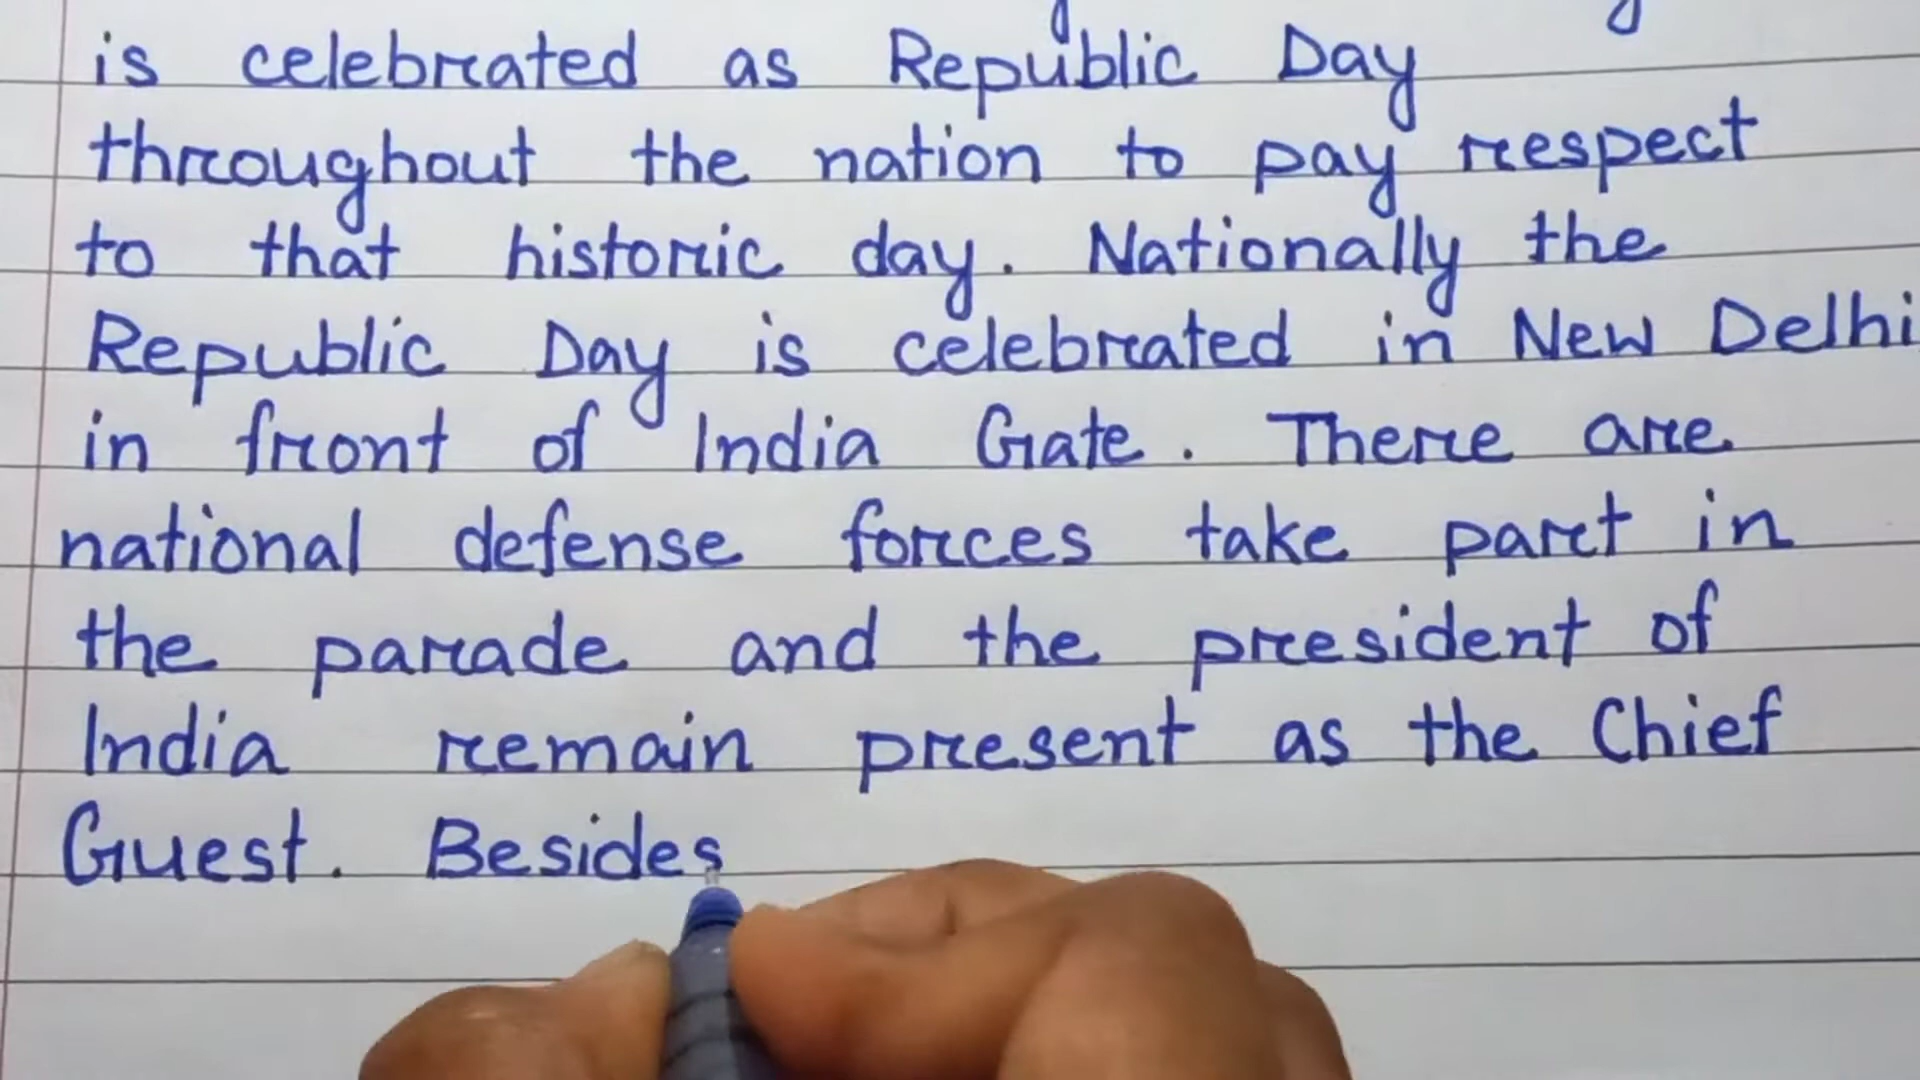 is celebrated as Republic Day
throughout the nation to pay respect
to that historic day. Nationally the
Republic Day is celebrated in New Delhi
in front of India Gate. There are
national defense forces take part in
the parade and the president of
India remain present as the Chief
Guest. Besides